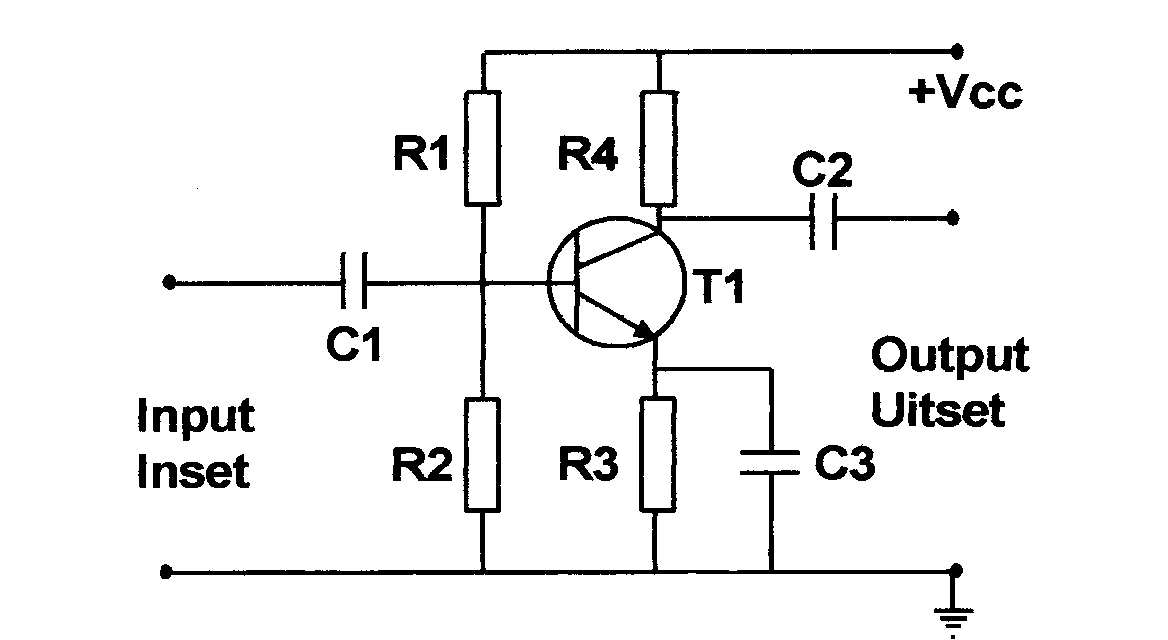 +Vcc
R1
R4
C2
T1
C1
Output
Uitset
Input
Inset
R2
R3
C3